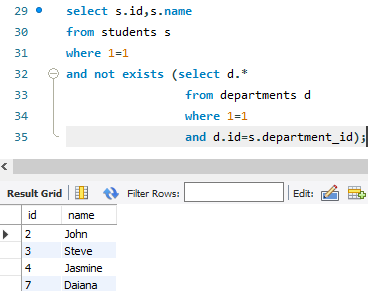 29 select s.id,s.name
30 from students s
31 where 1=1
32 and not exists (select d.*
33 from departments d
34 where 1=1
35 and d.id=s.department_id);
Result Grid Filter Rows: Edit:
id name
2 John
3 Steve
4 Jasmine
7 Daiana